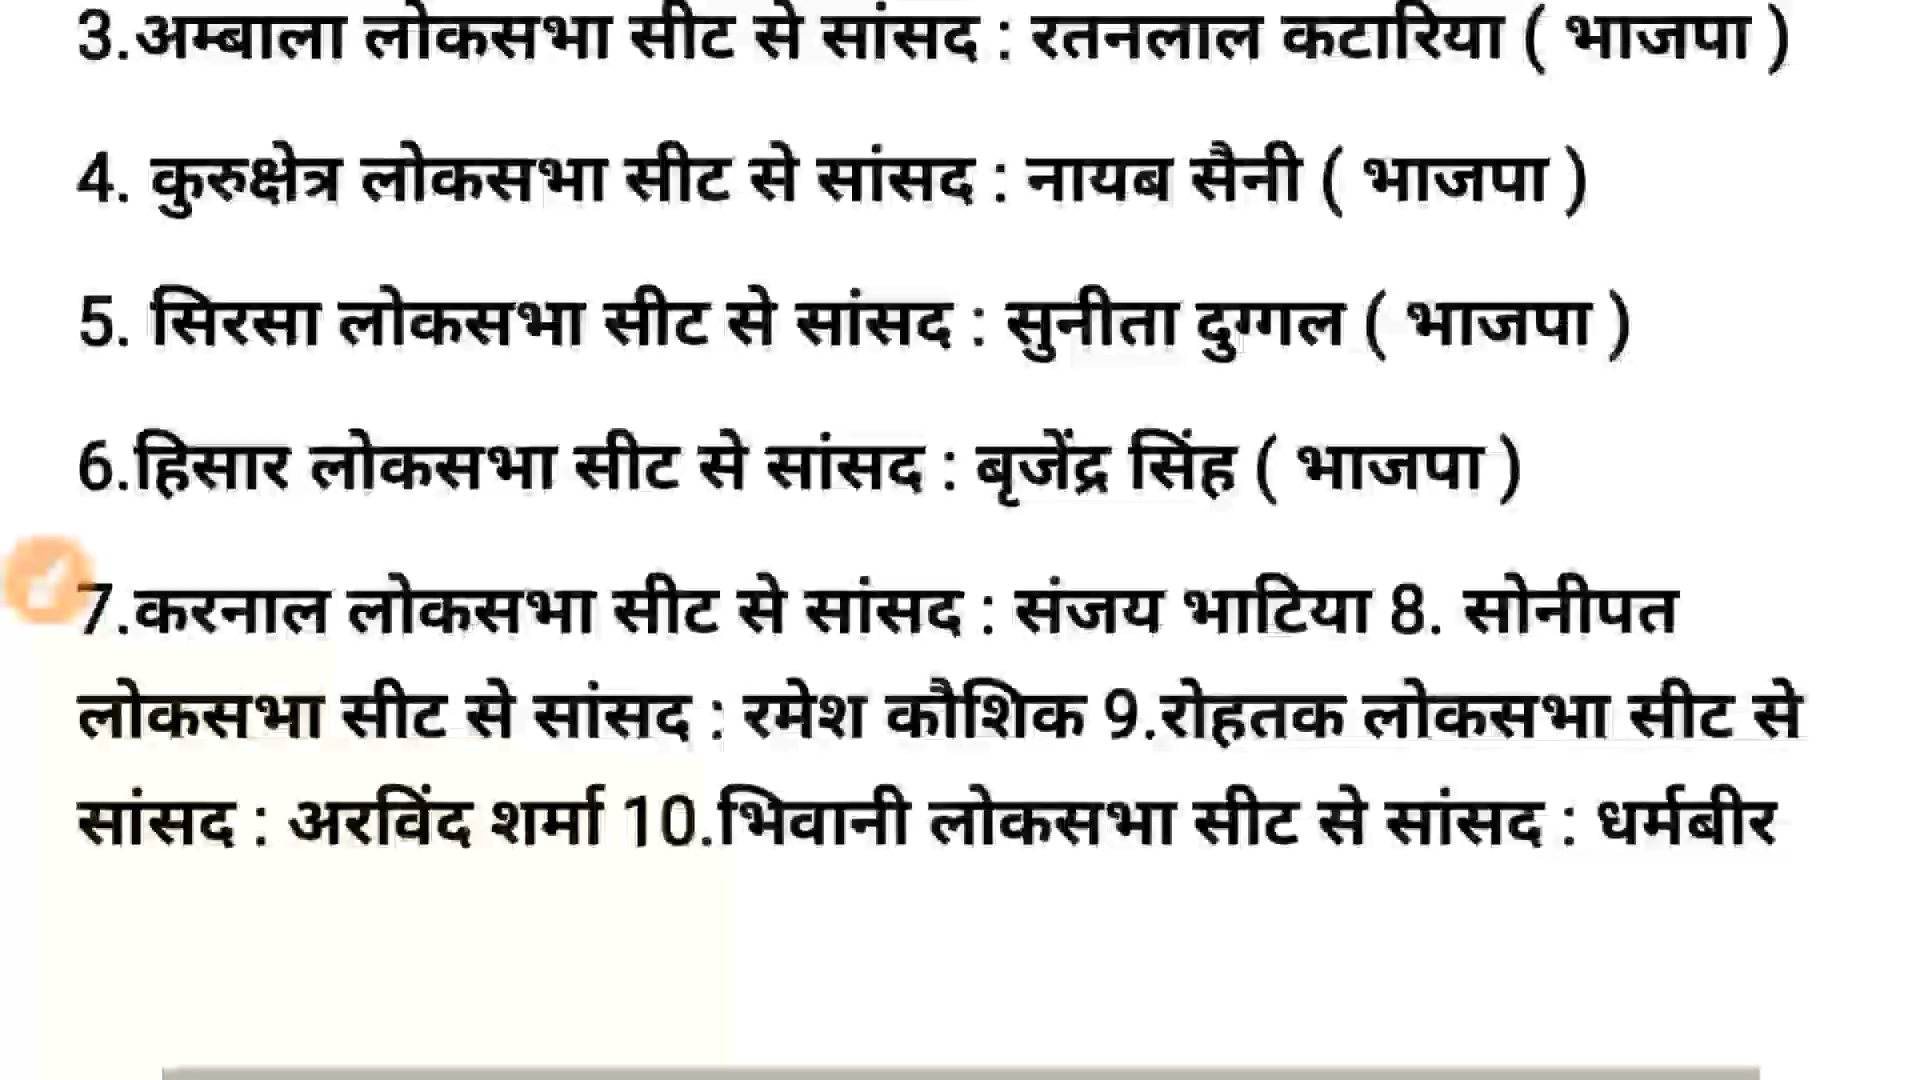 3.अम्बाला लोकसभा सीट से सांसद : रतनलाल कटारिया ( भाजपा )
4. कुरुक्षेत्र लोकसभा सीट से सांसद : नायब सैनी ( भाजपा )
5. सिरसा लोकसभा सीट से सांसद : सुनीता दुग्गल ( भाजपा )
6.हिसार लोकसभा सीट से सांसद : बृजेंद्र सिंह ( भाजपा )
7.करनाल लोकसभा सीट से सांसद : संजय भाटिया 8. सोनीपत
लोकसभा सीट से सांसद : रमेश कौशिक 9.रोहतक लोकसभा सीट से
सांसद : अरविंद शर्मा 10.भिवानी लोकसभा सीट से सांसद : धर्मबीर